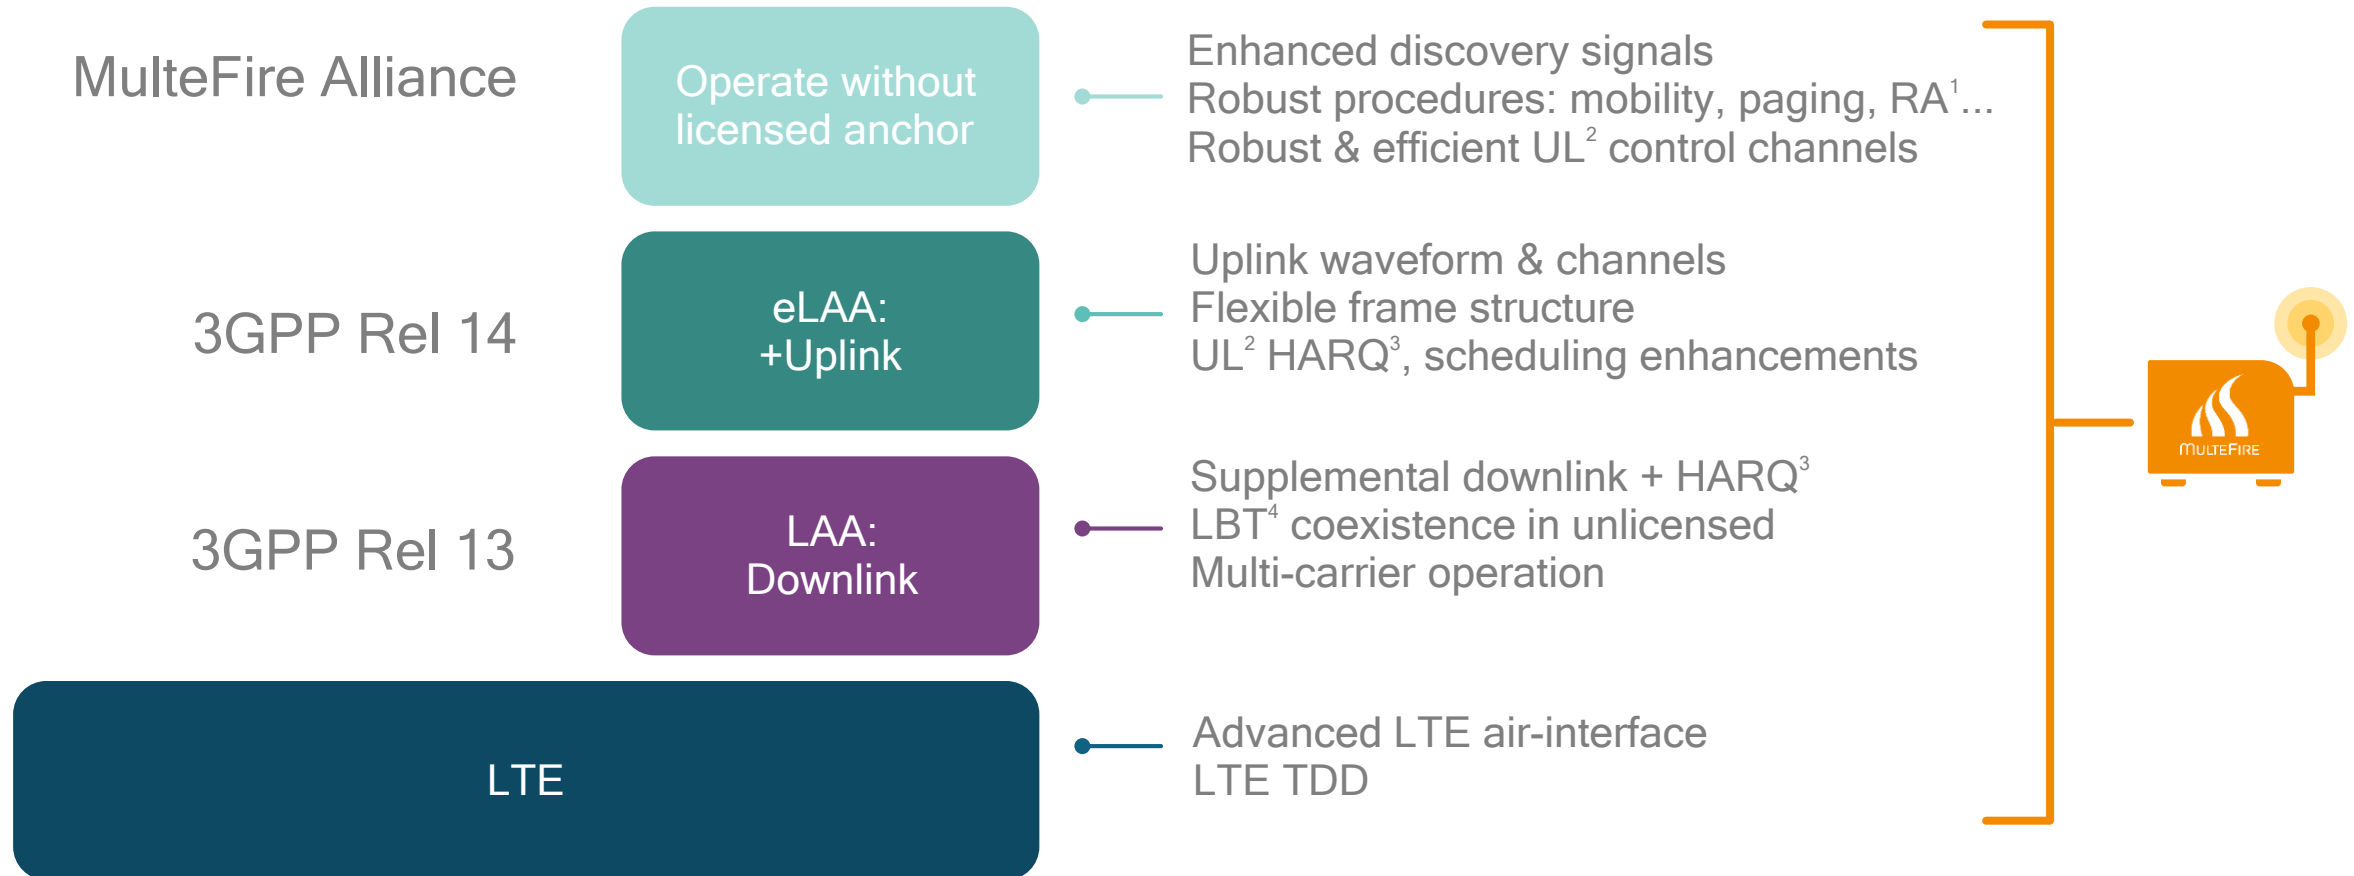 MulteFire Alliance
Operate without
licensed anchor
Enhanced discovery signals
Robust procedures: mobility, paging, RA¹...
Robust & efficient UL² control channels
3GPP Rel 14
eLAA:
+Uplink
Uplink waveform & channels
Flexible frame structure
UL² HARQ³, scheduling enhancements
3GPP Rel 13
LAA:
Downlink
Supplemental downlink + HARQ³
LBT⁴ coexistence in unlicensed
Multi-carrier operation
LTE
Advanced LTE air-interface
LTE TDD
MULTEFIRE